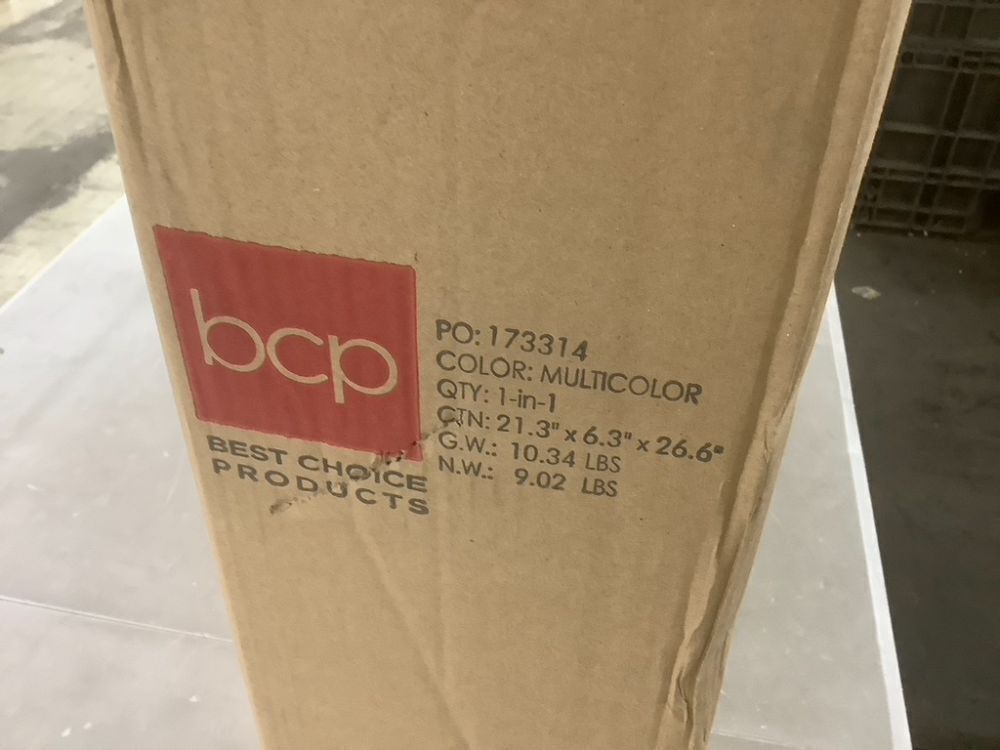 bcp
BEST CHOICE
PRODUCTS
PO: 173314
COLOR: MULTICOLOR
QTY: 1-in-1
CTN: 21.3" x 6.3" x 26.6"
G.W.: 10.34 LBS
N.W.: 9.02 LBS